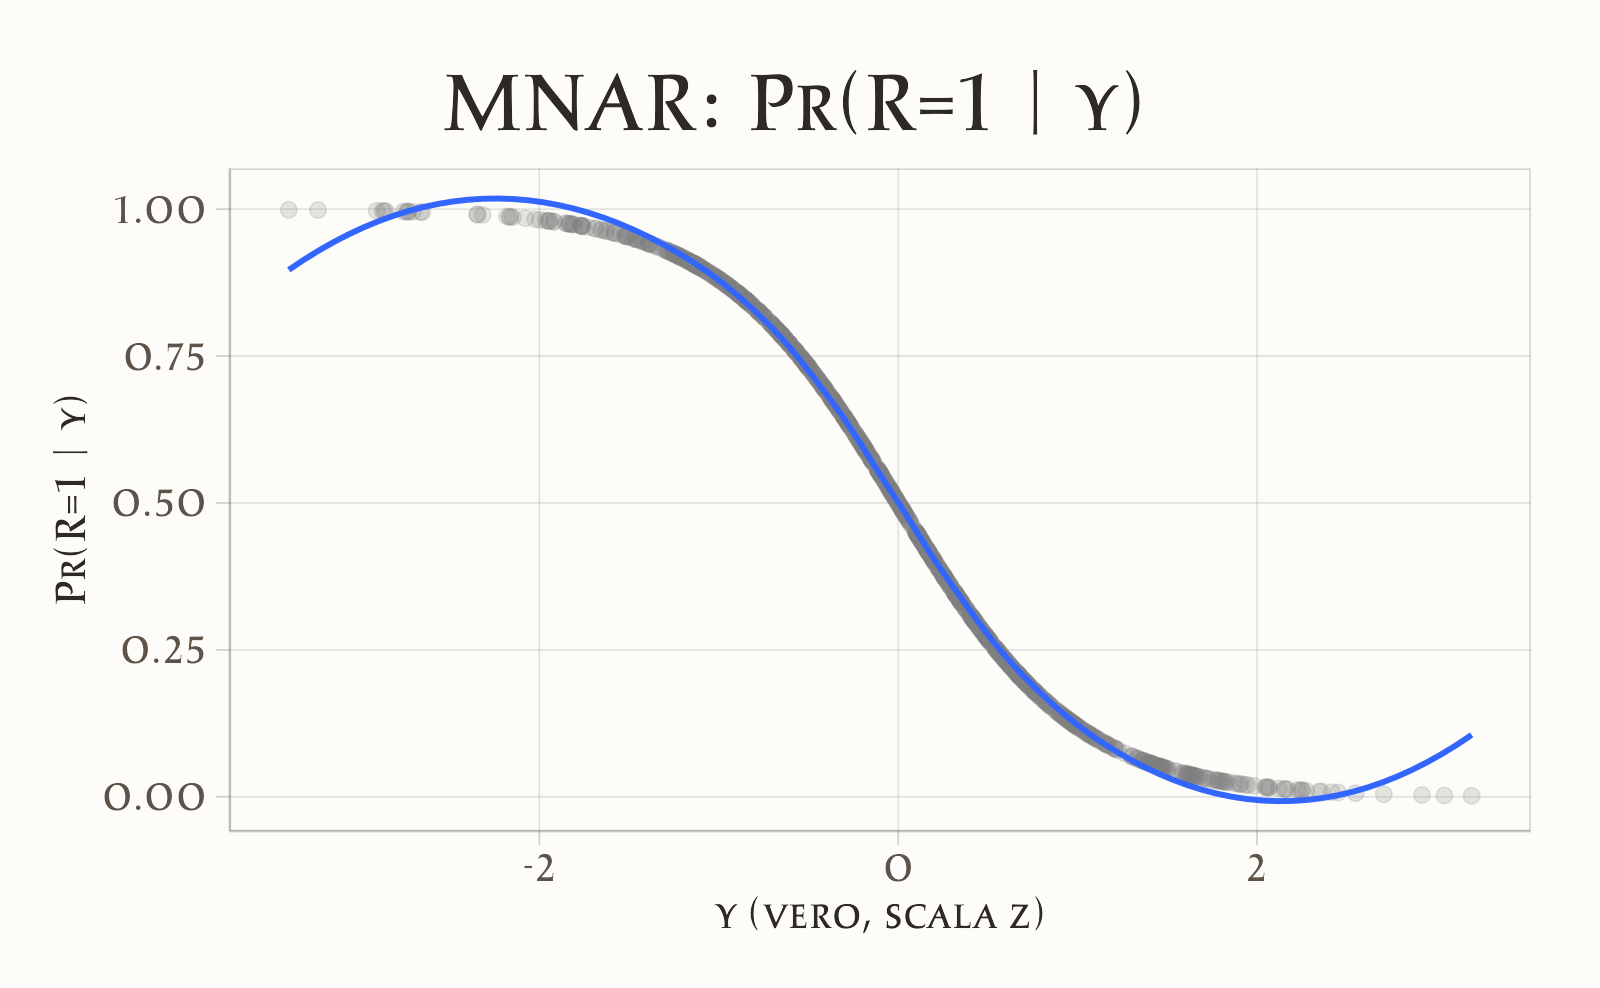 MNAR: Pr(R=1 | y)
1.00
0.75
0.50
0.25
0.00
Pr(R=1 | y)
-2 0 2
y (vero, scala z)